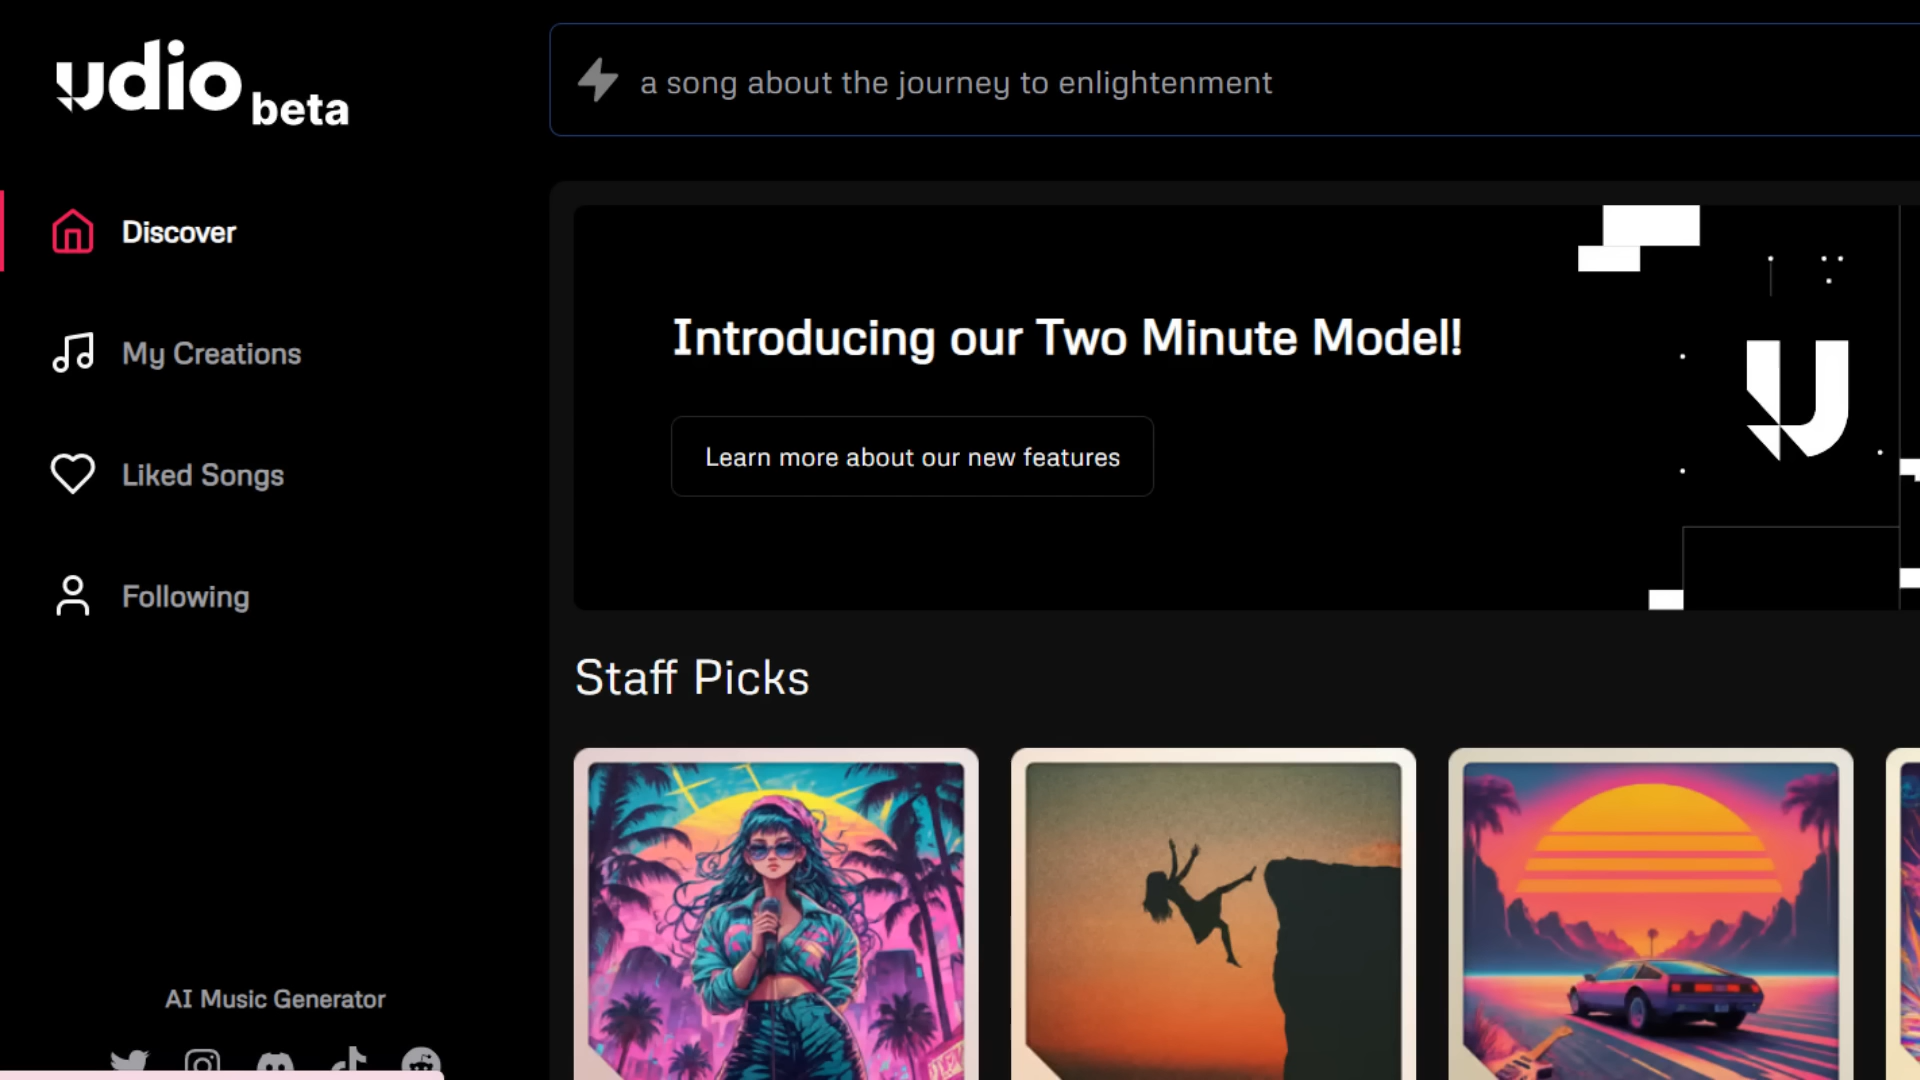 udio beta
a song about the journey to enlightenment
Discover
My Creations
Liked Songs
Following
Introducing our Two Minute Model!
Learn more about our new features
Staff Picks
AI Music Generator